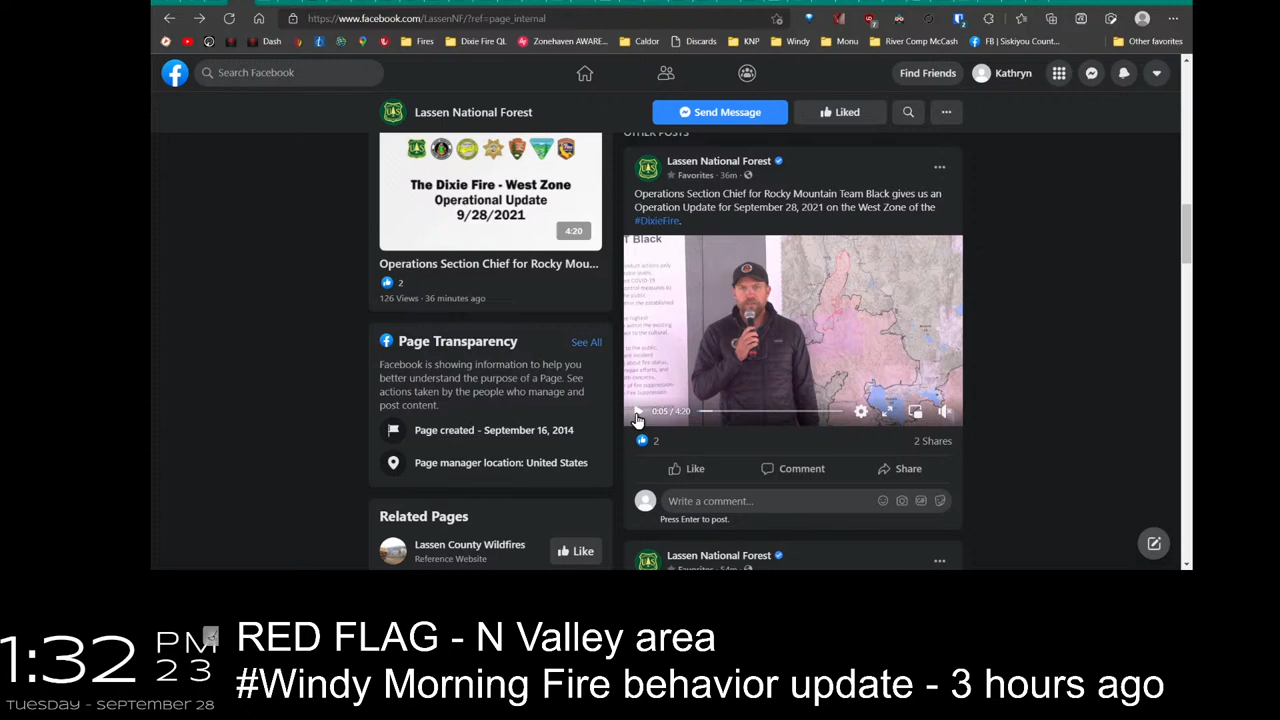 https://www.facebook.com/LassenNF/?ref=page_internal
Dash
Fires
Dixie Fire QL
Zonehaven AWARE...
Caldor
Discards
KNP
Windy
Monu
River Comp McCash
FB | Siskiyou Count...
Other favorites
Search Facebook
Find Friends
Kathryn
Lassen National Forest
Send Message
Liked
OTHER POSTS
The Dixie Fire - West Zone
Operational Update
9/28/2021
4:20
Operations Section Chief for Rocky Mou...
2
126 Views · 36 minutes ago
Page Transparency
See All
Facebook is showing information to help you
better understand the purpose of a Page. See
actions taken by the people who manage and
post content.
Page created - September 16, 2014
Page manager location: United States
Related Pages
Lassen County Wildfires
Reference Website
Like
Lassen National Forest
Favorites · 36m ·
Operations Section Chief for Rocky Mountain Team Black gives us an
Operation Update for September 28, 2021 on the West Zone of the
#DixieFire.
T Black
0:05 / 4:20
2
2 Shares
Like
Comment
Share
Write a comment...
Press Enter to post.
Lassen National Forest
Favorites · 54m ·
1:32
PM
23
TUESDAY - SEPTEMBER 28
RED FLAG - N Valley area
#Windy Morning Fire behavior update - 3 hours ago